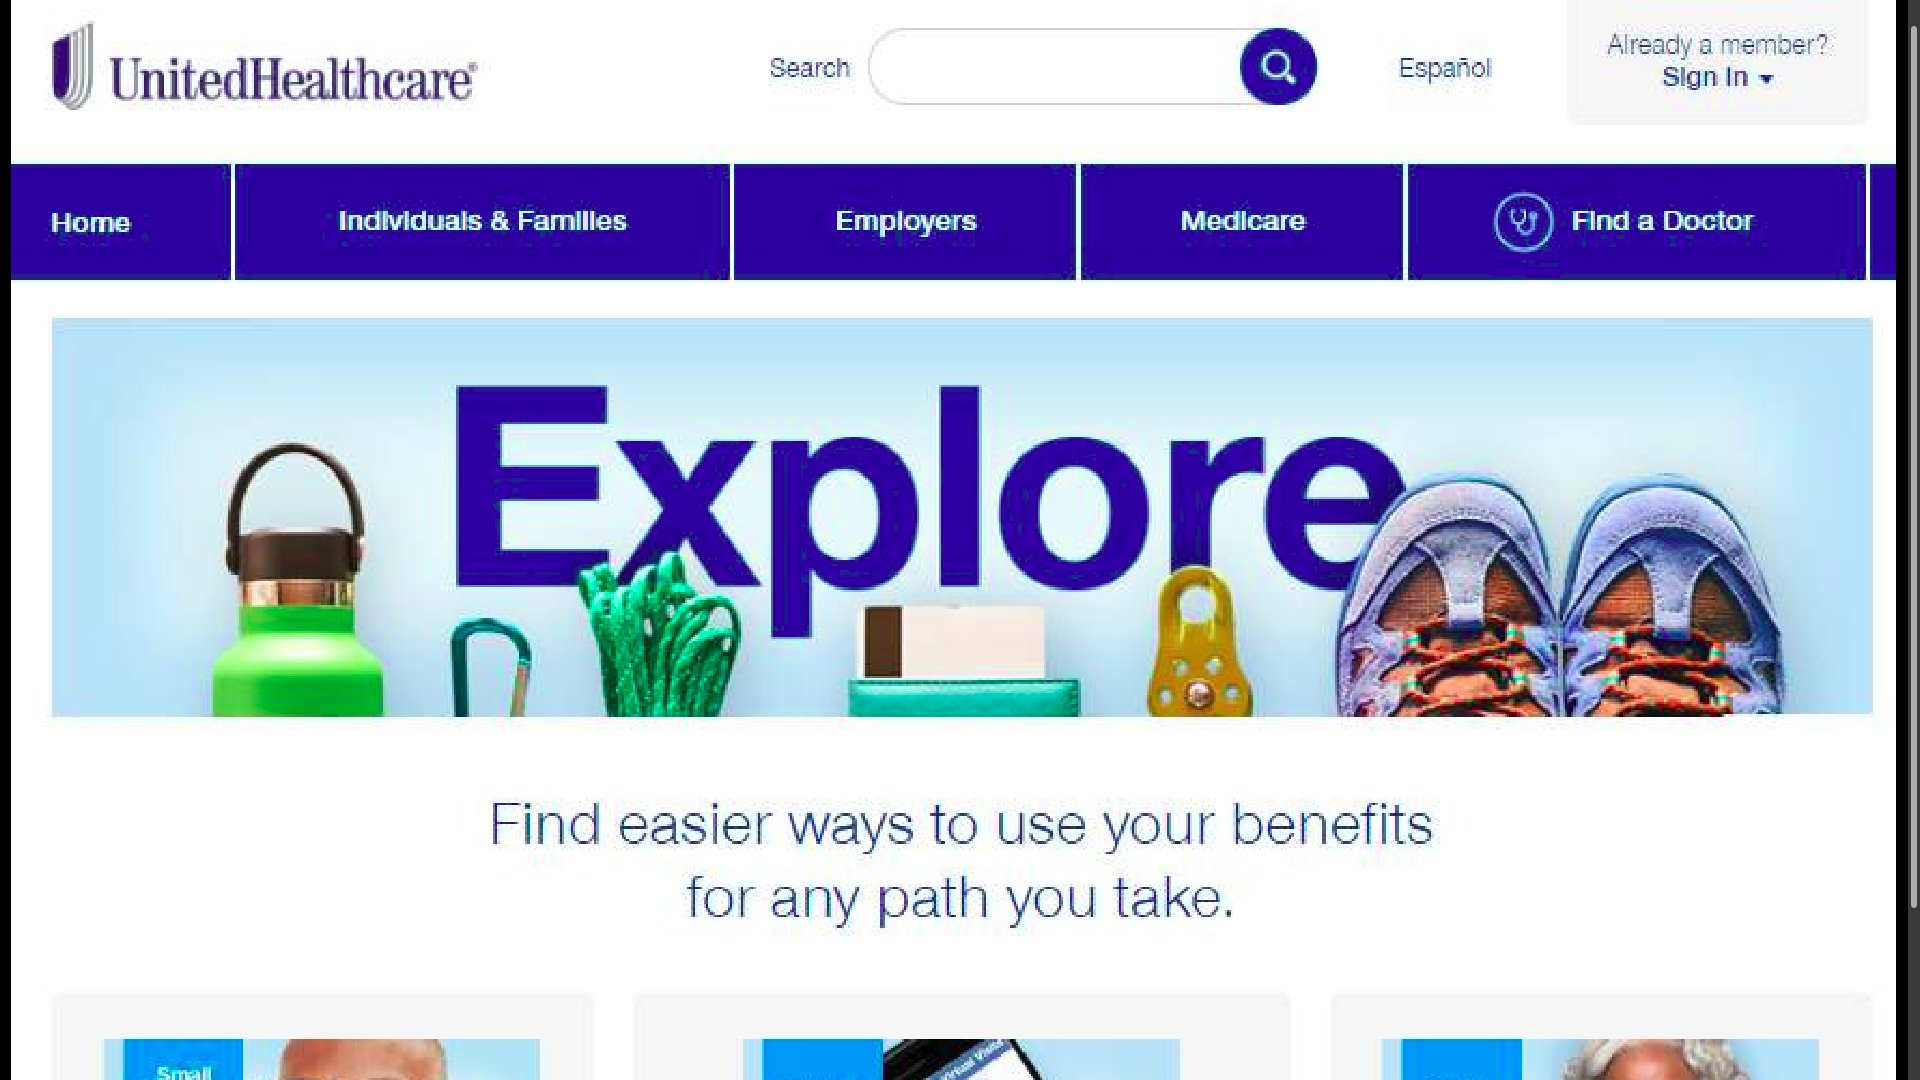 UnitedHealthcare®
Search
Español
Already a member?
Sign In
Home
Individuals & Families
Employers
Medicare
Find a Doctor
Explore
Find easier ways to use your benefits
for any path you take.
Small
Virtual Visits